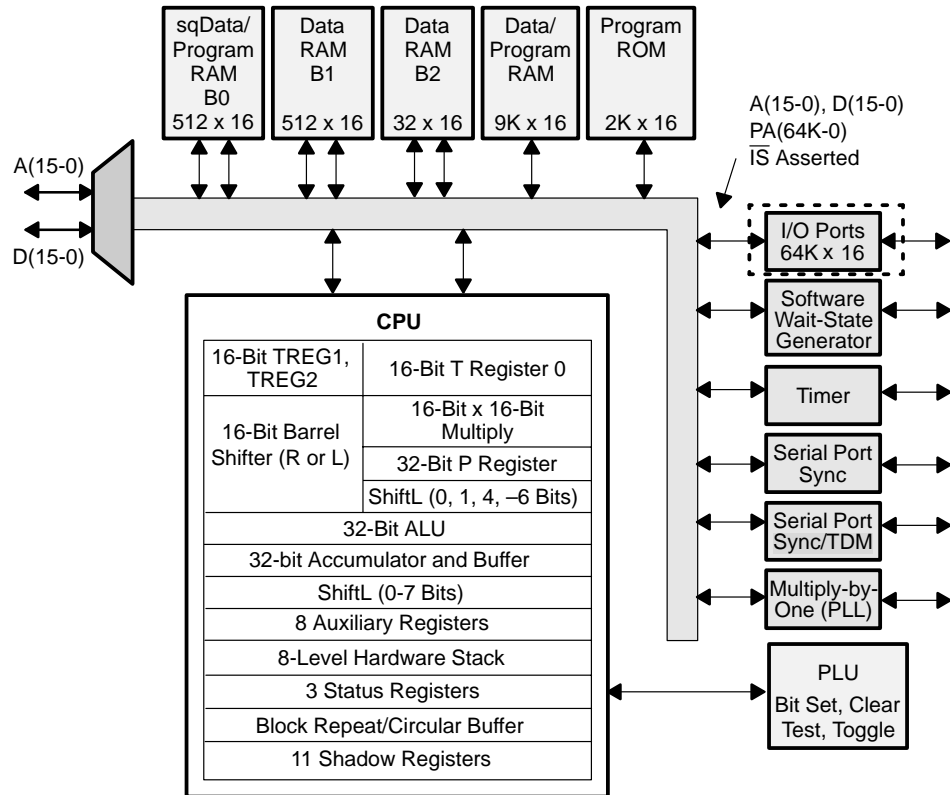 sqData/
Program
RAM
B0
512 x 16
Data
RAM
B1
512 x 16
Data
RAM
B2
32 x 16
Data/
Program
RAM
9K x 16
Program
ROM
2K x 16
A(15-0), D(15-0)
PA(64K-0)
I̅S̅ Asserted
A(15-0)
D(15-0)
I/O Ports
64K x 16
Software
Wait-State
Generator
Timer
Serial Port
Sync
Serial Port
Sync/TDM
Multiply-by-
One (PLL)
PLU
Bit Set, Clear
Test, Toggle
CPU
16-Bit TREG1,
TREG2
16-Bit T Register 0
16-Bit Barrel
Shifter (R or L)
16-Bit x 16-Bit
Multiply
32-Bit P Register
ShiftL (0, 1, 4, –6 Bits)
32-Bit ALU
32-bit Accumulator and Buffer
ShiftL (0-7 Bits)
8 Auxiliary Registers
8-Level Hardware Stack
3 Status Registers
Block Repeat/Circular Buffer
11 Shadow Registers